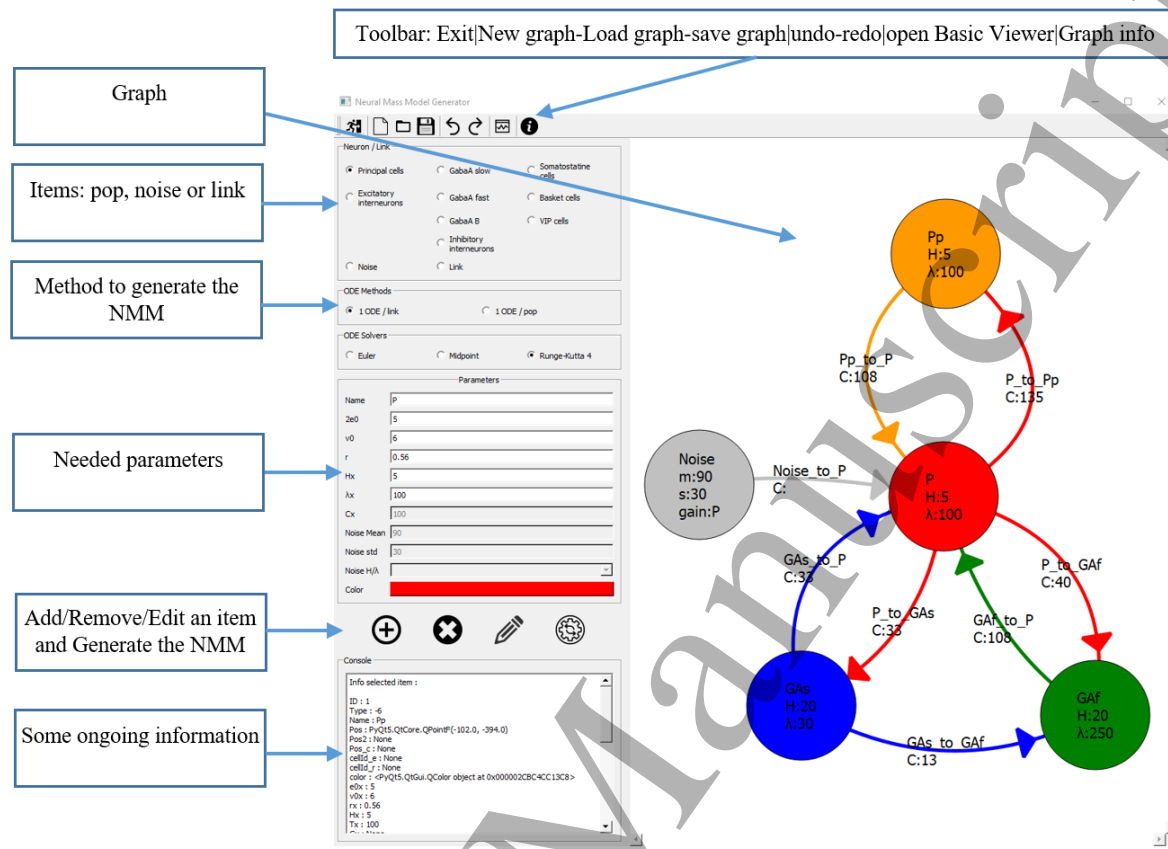 Toolbar: Exit|New graph-Load graph-save graph|undo-redo|open Basic Viewer|Graph info
Graph
Items: pop, noise or link
Method to generate the
NMM
Needed parameters
Add/Remove/Edit an item
and Generate the NMM
Some ongoing information
Neural Mass Model Generator
Neuron / Link
Principal cells
GabaA slow
Somatostatine
cells
Excitatory
interneurons
GabaA fast
Basket cells
GabaA B
VIP cells
Inhibitory
interneurons
Noise
Link
ODE Methods
1 ODE / link
1 ODE / pop
ODE Solvers
Euler
Midpoint
Runge-Kutta 4
Parameters
Name P
2e0 5
v0 6
r 0.56
Hx 5
λx 100
Cx 100
Noise Mean 90
Noise std 30
Noise H/λ
Color
Console
Info selected item :
ID : 1
Type : -6
Name : Pp
Pos : PyQt5.QtCore.QPointF(-102.0, -394.0)
Pos2 : None
Pos_c : None
cellId_e : None
cellId_r : None
color : <PyQt5.QtGui.QColor object at 0x000002CBC4CC13C8>
e0x : 5
v0x : 6
rx : 0.56
Hx : 5
Tx : 100
Pp
H:5
λ:100
Pp_to_P
C:108
P_to_Pp
C:135
Noise
m:90
s:30
gain:P
Noise_to_P
C:
P
H:5
λ:100
GAs_to_P
C:33
P_to_GAs
C:33
GAf_to_P
C:108
P_to_GAf
C:40
GAs
H:20
λ:30
GAs_to_GAf
C:13
GAf
H:20
λ:250
Manuscrip